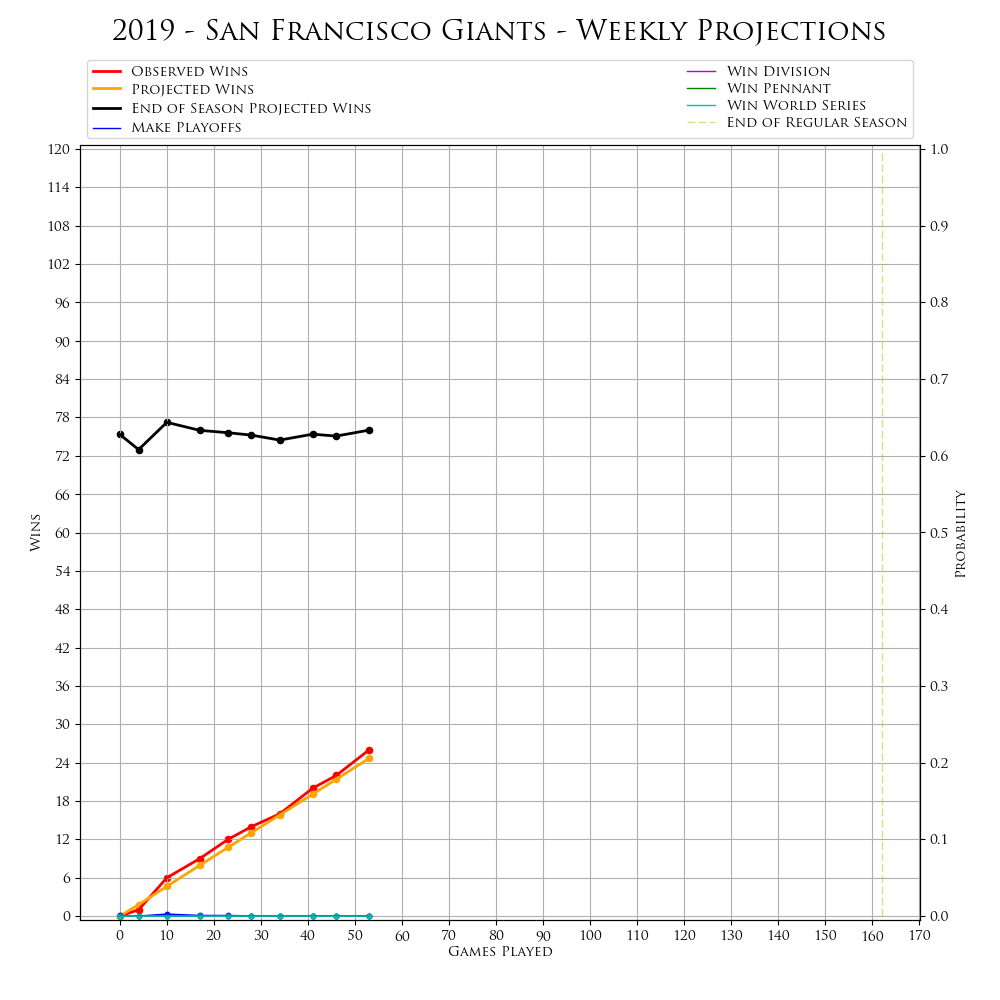 2019 - San Francisco Giants - Weekly Projections
Observed Wins
Projected Wins
End of Season Projected Wins
Make Playoffs
Win Division
Win Pennant
Win World Series
End of Regular Season
120
114
108
102
96
90
84
78
72
66
60
54
48
42
36
30
24
18
12
6
0
Wins
1.0
0.9
0.8
0.7
0.6
0.5
0.4
0.3
0.2
0.1
0.0
Probability
0 10 20 30 40 50 60 70 80 90 100 110 120 130 140 150 160 170
Games Played